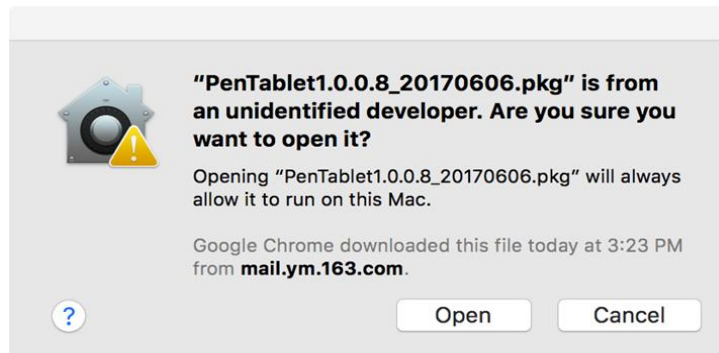 “PenTablet1.0.0.8_20170606.pkg” is from
an unidentified developer. Are you sure you
want to open it?
Opening “PenTablet1.0.0.8_20170606.pkg” will always
allow it to run on this Mac.
Google Chrome downloaded this file today at 3:23 PM
from mail.ym.163.com.
?
Open
Cancel